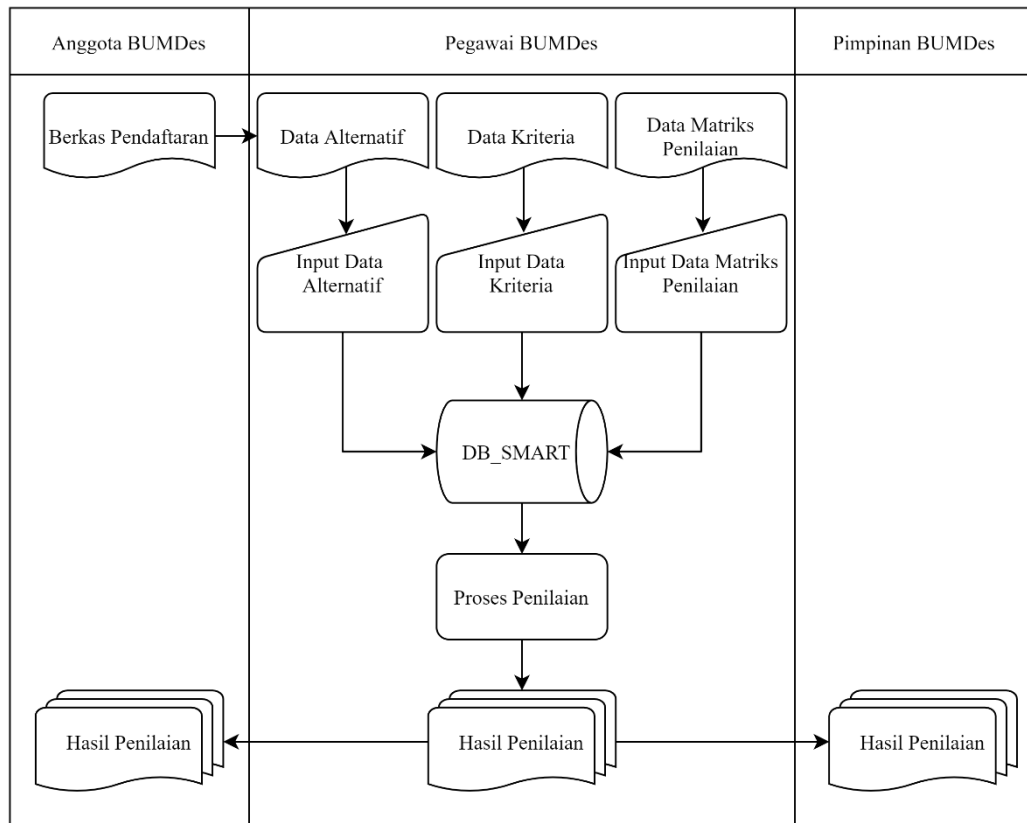 Anggota BUMDes
Pegawai BUMDes
Pimpinan BUMDes
Berkas Pendaftaran
Data Alternatif
Data Kriteria
Data Matriks
Penilaian
Input Data
Alternatif
Input Data
Kriteria
Input Data Matriks
Penilaian
DB_SMART
Proses Penilaian
Hasil Penilaian
Hasil Penilaian
Hasil Penilaian